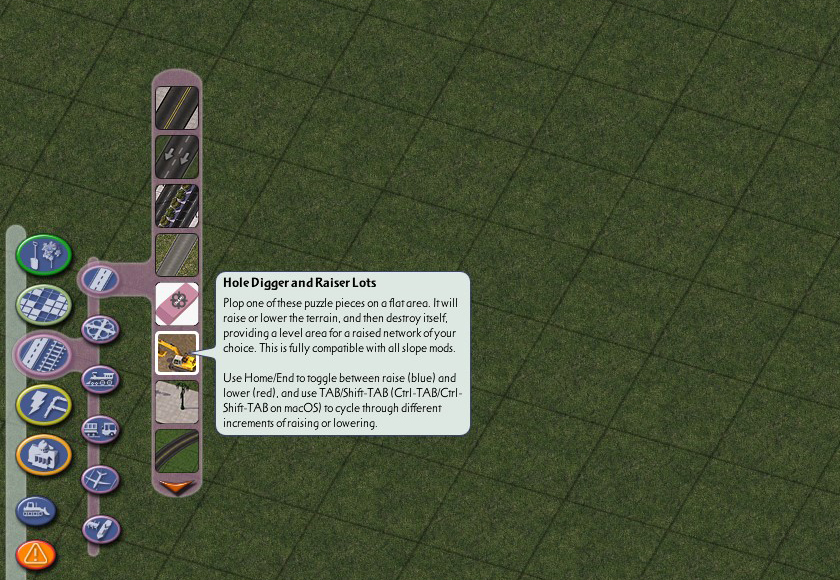 Hole Digger and Raiser Lots
Plop one of these puzzle pieces on a flat area. It will
raise or lower the terrain, and then destroy itself,
providing a level area for a raised network of your
choice. This is fully compatible with all slope mods.
Use Home/End to toggle between raise (blue) and
lower (red), and use TAB/Shift-TAB (Ctrl-TAB/Ctrl-
Shift-TAB on macOS) to cycle through different
increments of raising or lowering.